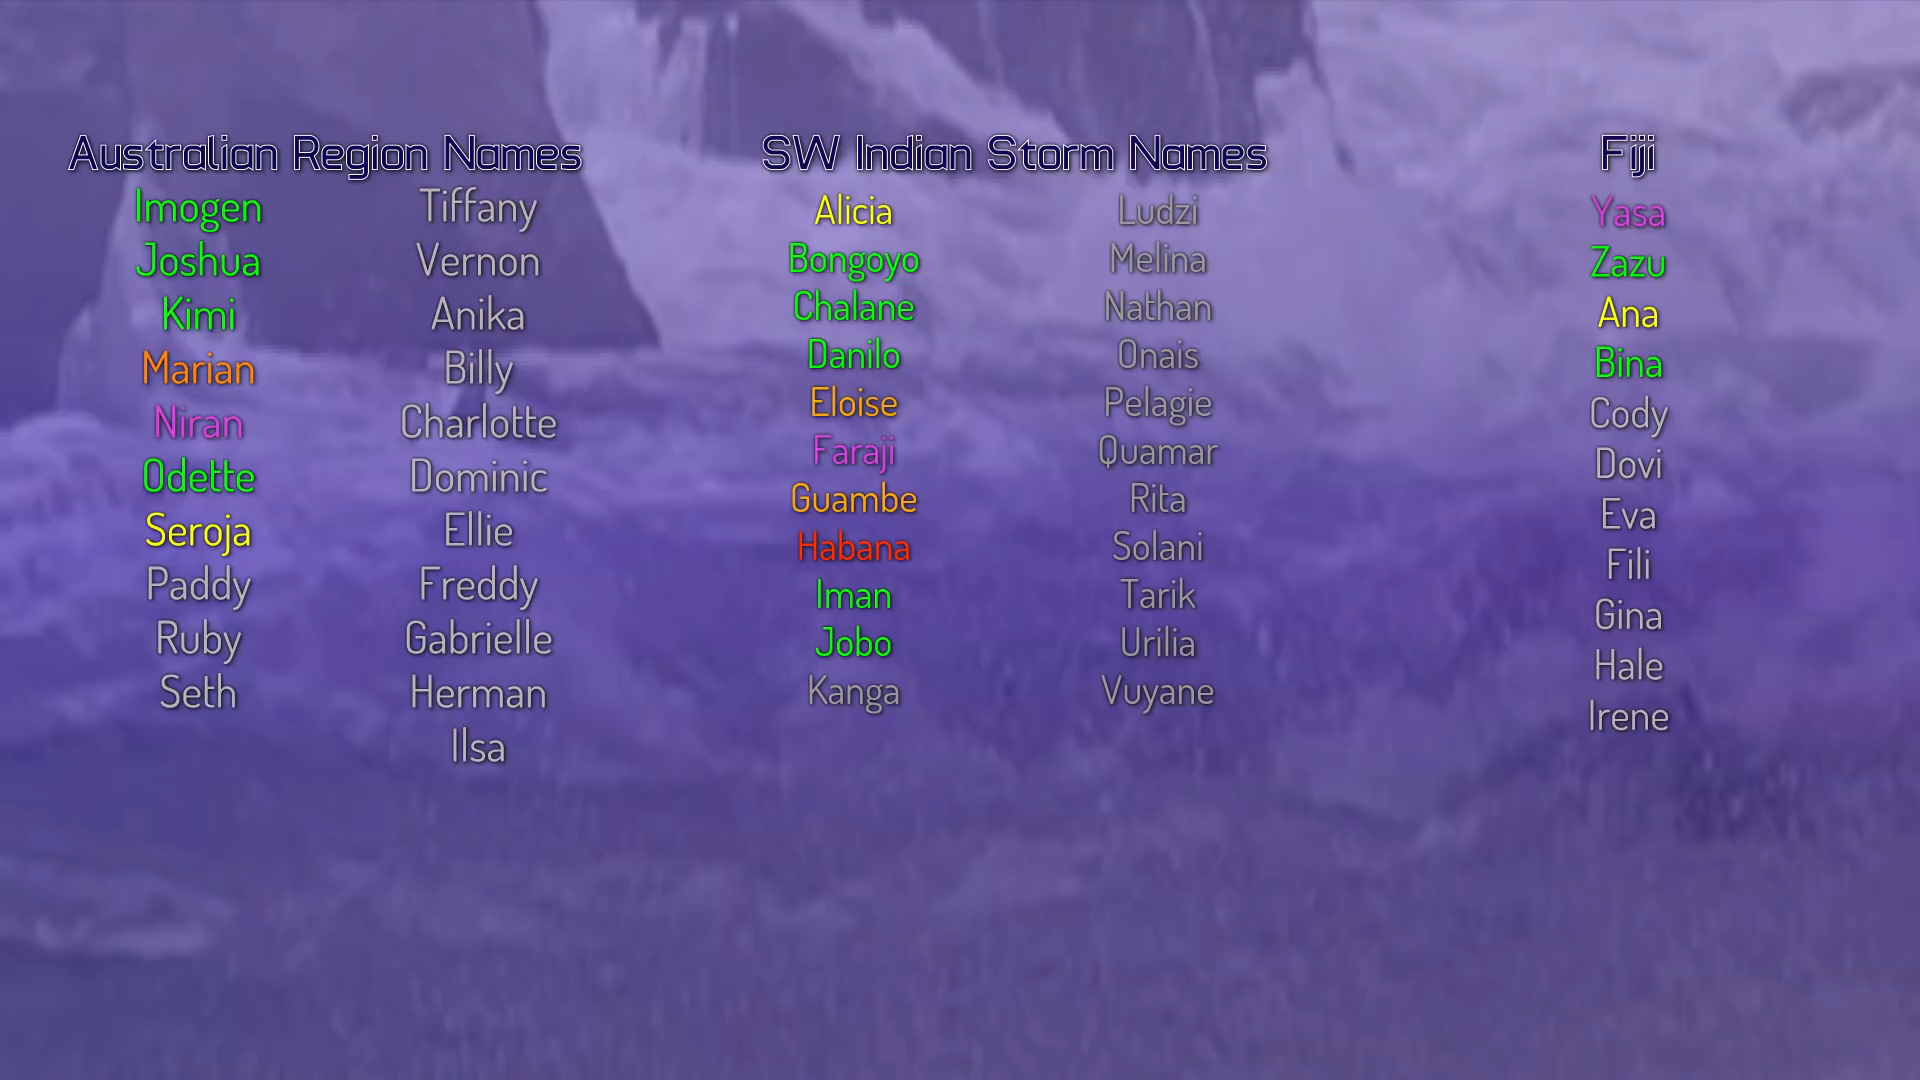 Australian Region Names
Imogen
Joshua
Kimi
Marian
Niran
Odette
Seroja
Paddy
Ruby
Seth
Tiffany
Vernon
Anika
Billy
Charlotte
Dominic
Ellie
Freddy
Gabrielle
Herman
Ilsa
SW Indian Storm Names
Alicia
Bongoyo
Chalane
Danilo
Eloise
Faraji
Guambe
Habana
Iman
Jobo
Kanga
Ludzi
Melina
Nathan
Onais
Pelagie
Quamar
Rita
Solani
Tarik
Urilia
Vuyane
Fiji
Yasa
Zazu
Ana
Bina
Cody
Dovi
Eva
Fili
Gina
Hale
Irene